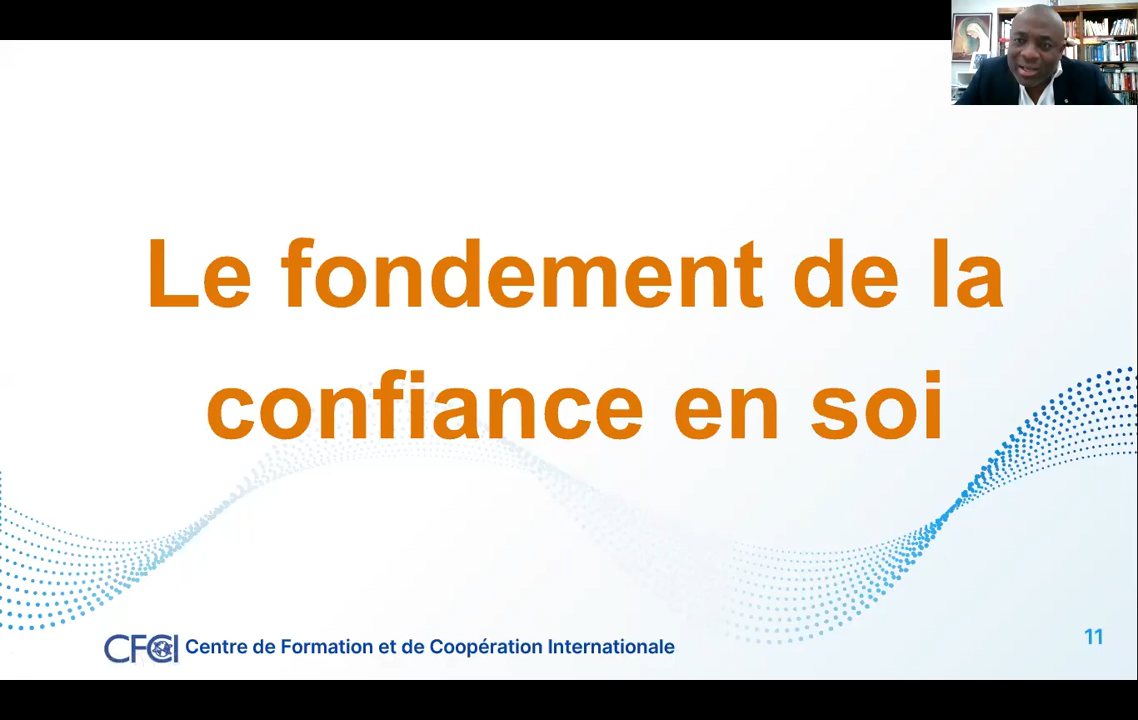 Le fondement de la
confiance en soi
CFCI Centre de Formation et de Coopération Internationale
11